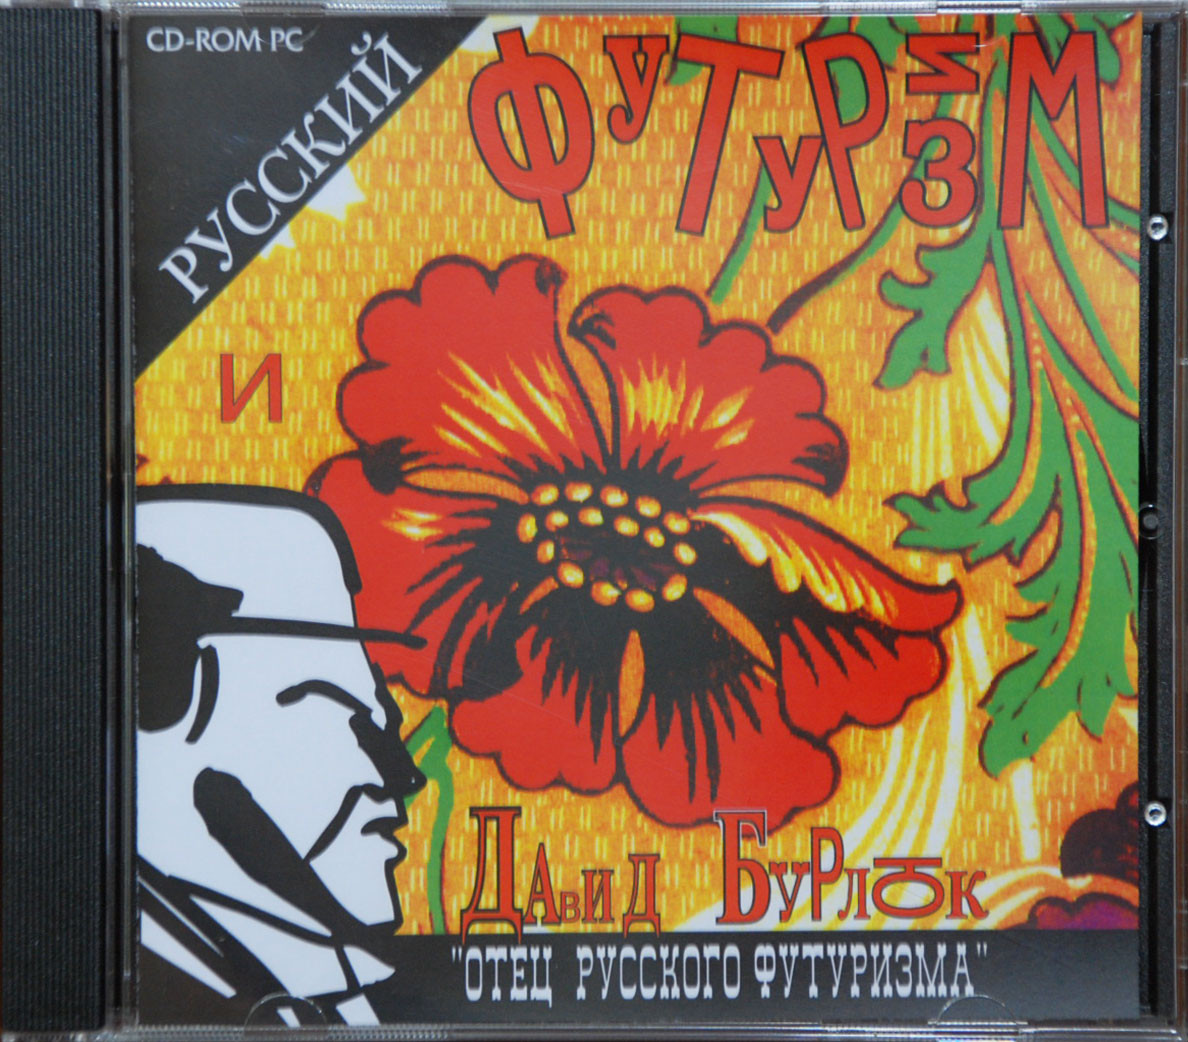 CD-ROM PC
РУССКИЙ
ФУТУРИЗМ
И
ДАВИД БУРЛЮК
"ОТЕЦ РУССКОГО ФУТУРИЗМА"